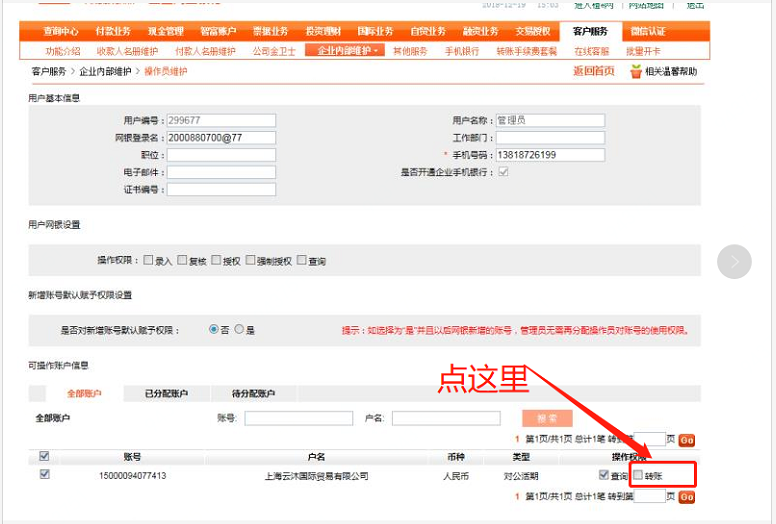 2018-12-19 15:03 进入植诊网 | 网站地图 | 退出
查询中心 付款业务 现金管理 智富账户 票据业务 投资理财 国际业务 自贸业务 融资业务 交易授权 客户服务 微信认证
功能介绍 收款人名册维护 付款人名册维护 公司金卫士 企业内部维护 其他服务 手机银行 转账手续费套餐 在线客服 批量开卡
客户服务 > 企业内部维护 > 操作员维护 返回首页 相关温馨帮助
用户基本信息
用户编号: 299677 用户名称: 管理员
网银登录名: 2000880700@77 工作部门:
职位: * 手机号码: 13818726199
电子邮件: 是否开通企业手机银行:
证书编号:
用户网银设置
操作权限: 录入 复核 授权 强制授权 查询
新增账号默认赋予权限设置
是否对新增账号默认赋予权限: 否 是 提示:如选择为"是"并且以后网银新增的账号,管理员无需再分配操作员对账号的使用权限。
可操作账户信息
点这里
全部账户 已分配账户 待分配账户
全部账户 账号: 户名: 搜索
1 第1页/共1页 总计1笔 转到第 页 Go
账号 户名 币种 类型 操作权限
15000094077413 上海云沐国际贸易有限公司 人民币 对公活期 查询 转账
1 第1页/共1页 总计1笔 转到第 页 Go